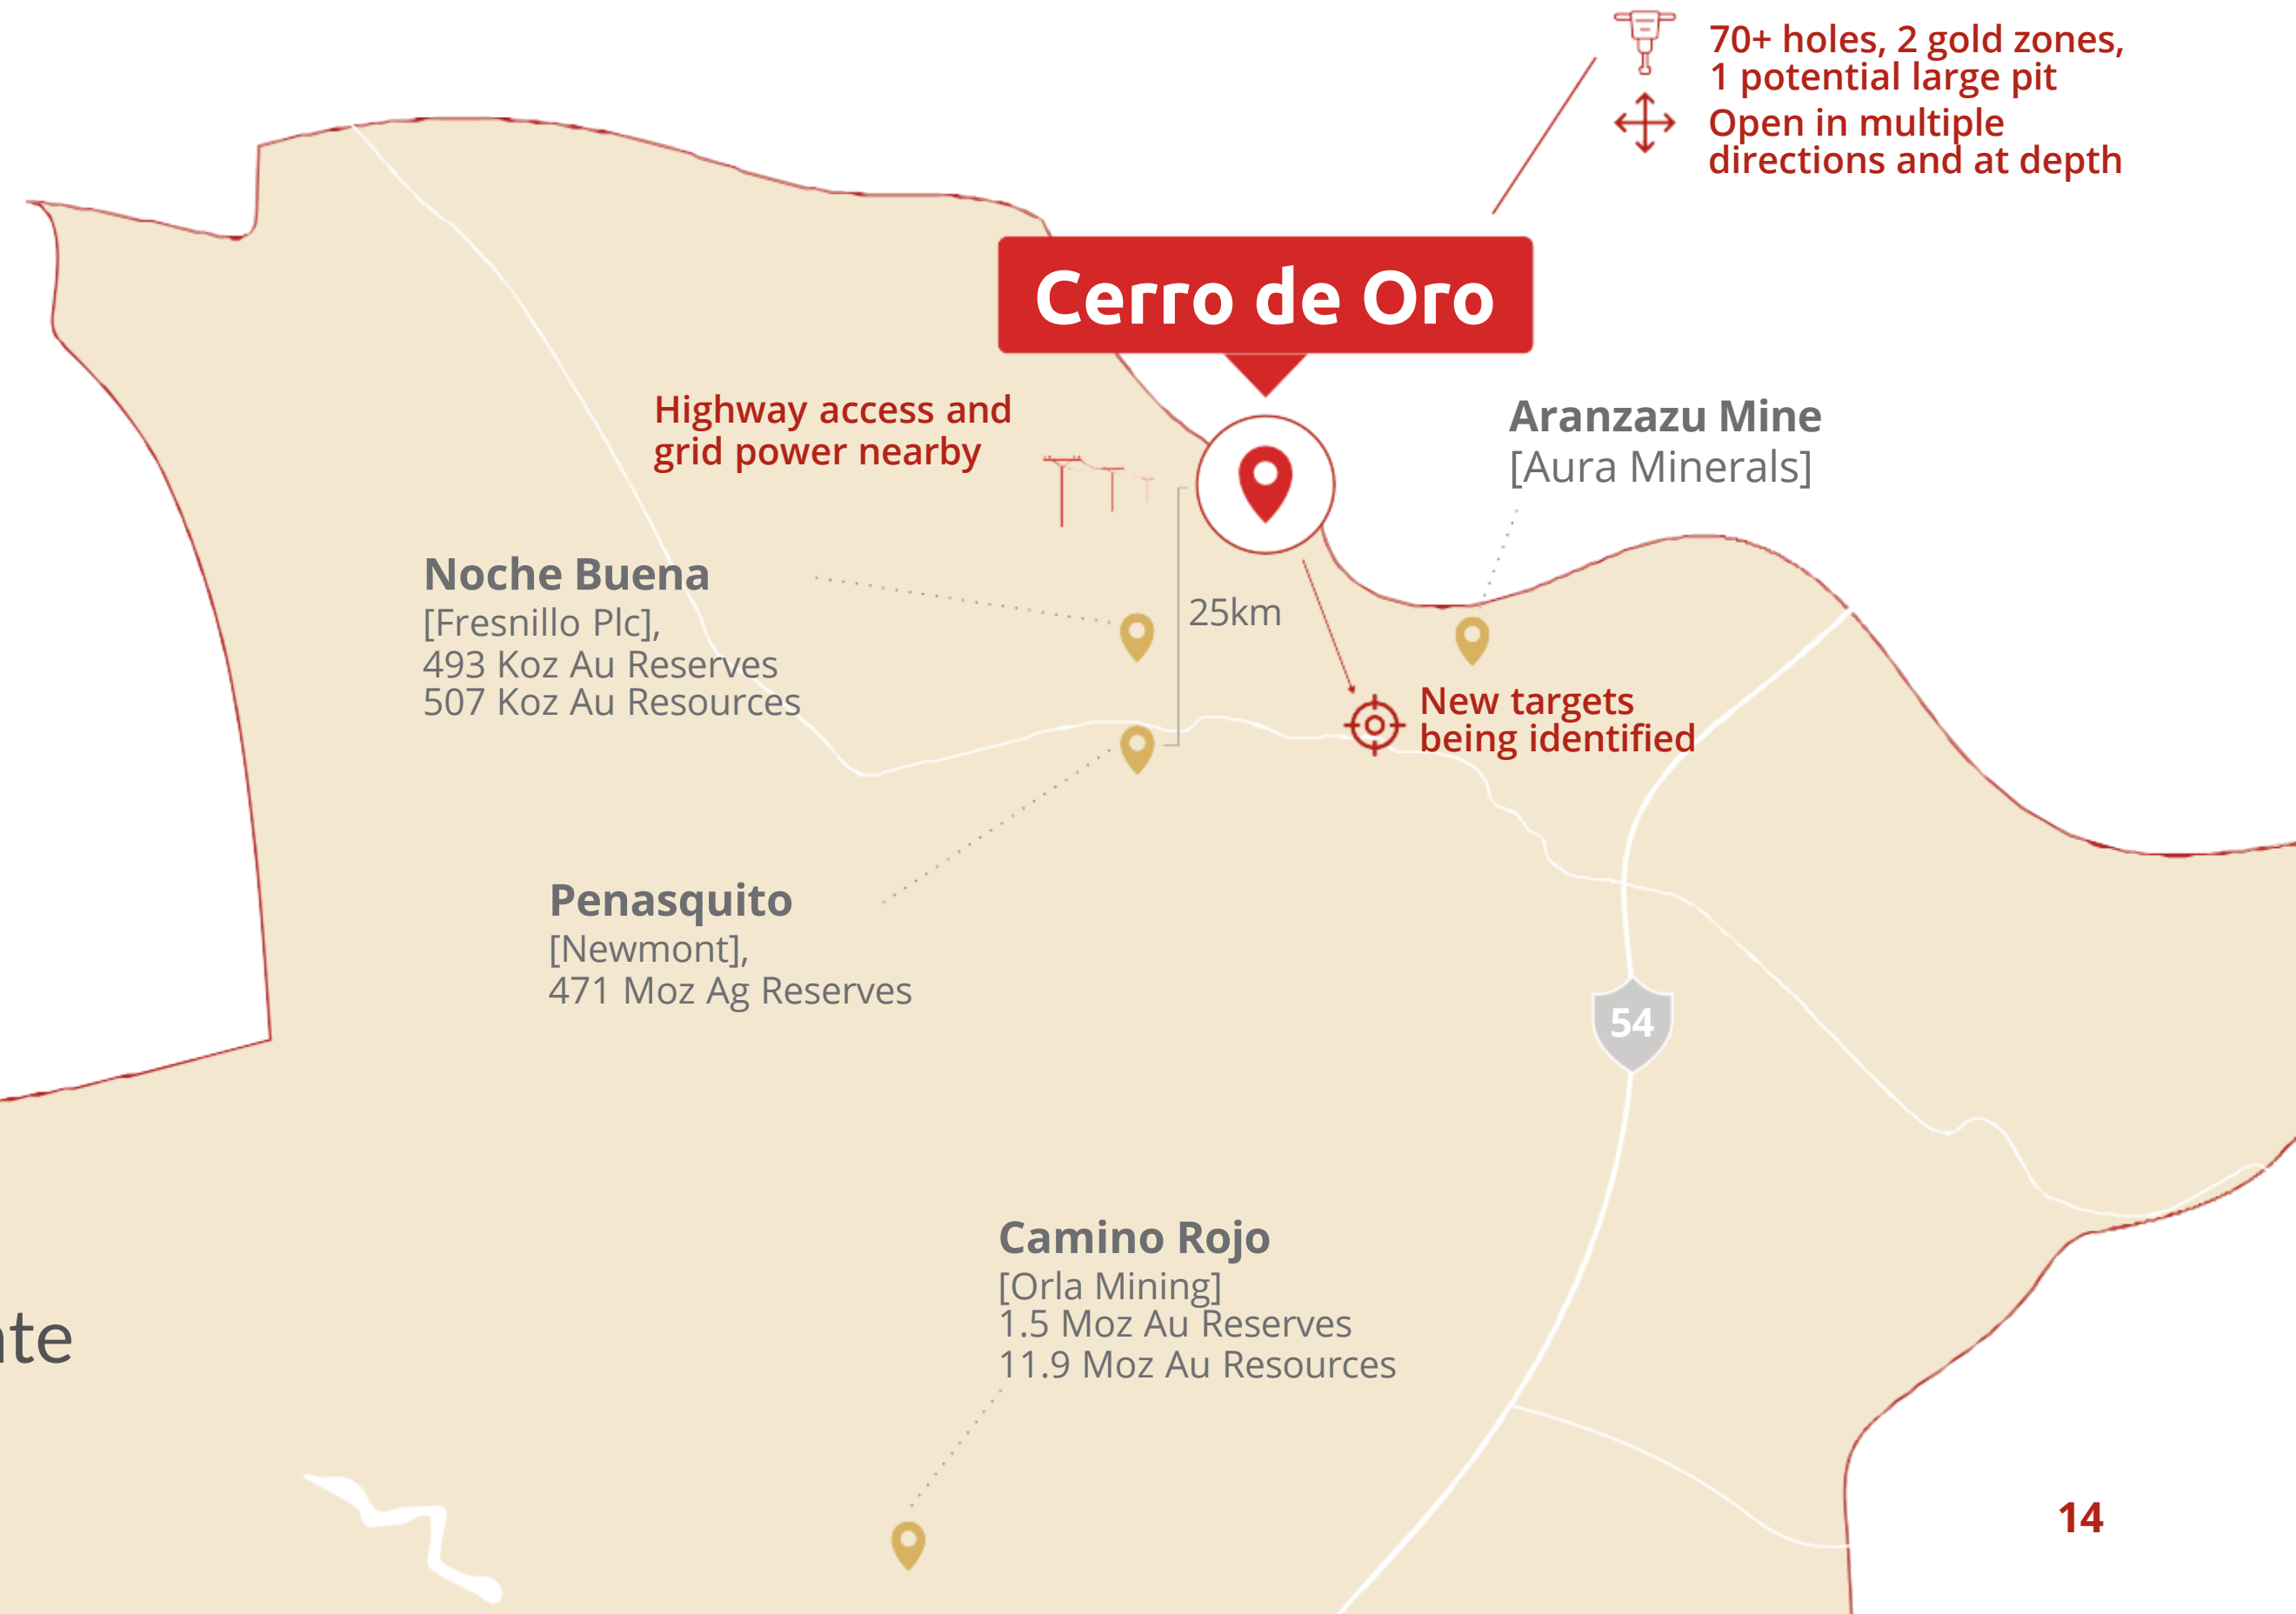 70+ holes, 2 gold zones,
1 potential large pit
Open in multiple
directions and at depth
Cerro de Oro
Highway access and
grid power nearby
Aranzazu Mine
[Aura Minerals]
Noche Buena
[Fresnillo Plc],
493 Koz Au Reserves
507 Koz Au Resources
25km
New targets
being identified
Penasquito
[Newmont],
471 Moz Ag Reserves
54
Camino Rojo
[Orla Mining]
1.5 Moz Au Reserves
11.9 Moz Au Resources
14